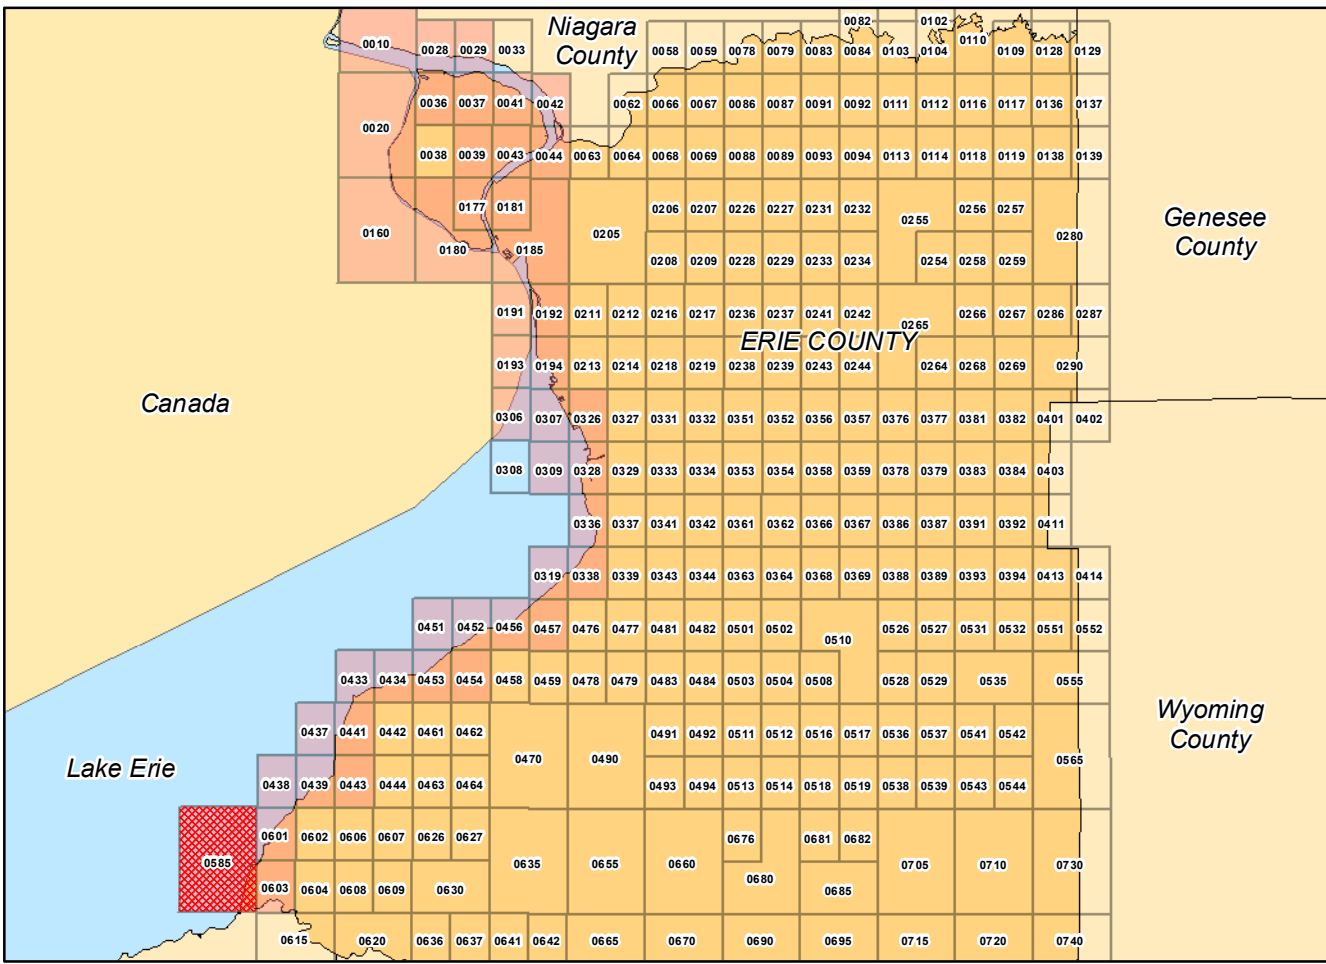 Niagara
County
0082 0102
0010 0028 0029 0033 0058 0059 0078 0079 0083 0084 0103 0104 0110 0109 0128 0129
0036 0037 0041 0042 0062 0066 0067 0086 0087 0091 0092 0111 0112 0116 0117 0136 0137
0020
0038 0039 0043 0044 0063 0064 0068 0069 0088 0089 0093 0094 0113 0114 0118 0119 0138 0139
0177 0181 0206 0207 0226 0227 0231 0232 0255 0256 0257
Genesee
County
0160 0180 0185 0205 0280
0208 0209 0228 0229 0233 0234 0254 0258 0259
0191 0192 0211 0212 0216 0217 0236 0237 0241 0242 0265 0266 0267 0286 0287
ERIE COUNTY
0193 0194 0213 0214 0218 0219 0238 0239 0243 0244 0264 0268 0269 0290
Canada
0306 0307 0326 0327 0331 0332 0351 0352 0356 0357 0376 0377 0381 0382 0401 0402
0308 0309 0328 0329 0333 0334 0353 0354 0358 0359 0378 0379 0383 0384 0403
0336 0337 0341 0342 0361 0362 0366 0367 0386 0387 0391 0392 0411
0319 0338 0339 0343 0344 0363 0364 0368 0369 0388 0389 0393 0394 0413 0414
0451 0452 0456 0457 0476 0477 0481 0482 0501 0502 0510 0526 0527 0531 0532 0551 0552
0433 0434 0453 0454 0458 0459 0478 0479 0483 0484 0503 0504 0508 0528 0529 0535 0555
Wyoming
County
0437 0441 0442 0461 0462 0491 0492 0511 0512 0516 0517 0536 0537 0541 0542
0470 0490 0565
Lake Erie
0438 0439 0443 0444 0463 0464 0493 0494 0513 0514 0518 0519 0538 0539 0543 0544
0601 0602 0606 0607 0626 0627 0676 0681 0682
0585 0635 0655 0660 0680 0705 0710 0730
0603 0604 0608 0609 0630 0685
0615 0620 0636 0637 0641 0642 0665 0670 0690 0695 0715 0720 0740